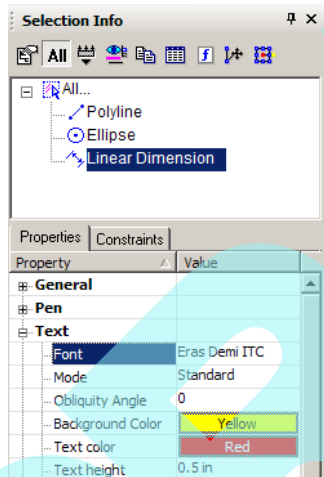 Selection Info
All
All...
Polyline
Ellipse
Linear Dimension
Properties Constraints
Property Value
General
Pen
Text
Font Eras Demi ITC
Mode Standard
Obliquity Angle 0
Background Color Yellow
Text color Red
Text height 0.5 in